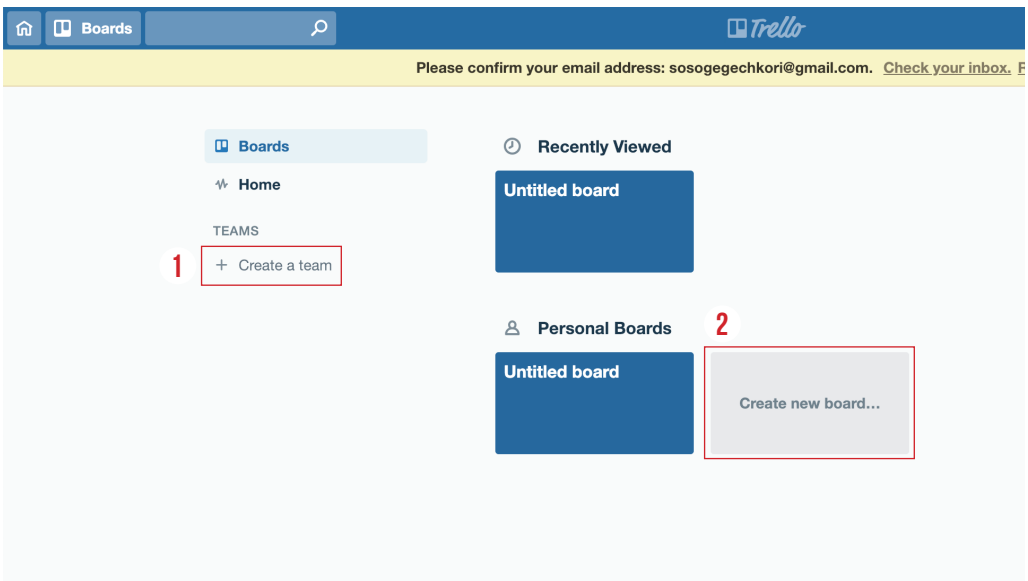 Boards
Trello
Please confirm your email address: sosogegechkori@gmail.com. Check your inbox.
Boards
Home
TEAMS
1
+ Create a team
Recently Viewed
Untitled board
Personal Boards
2
Untitled board
Create new board...